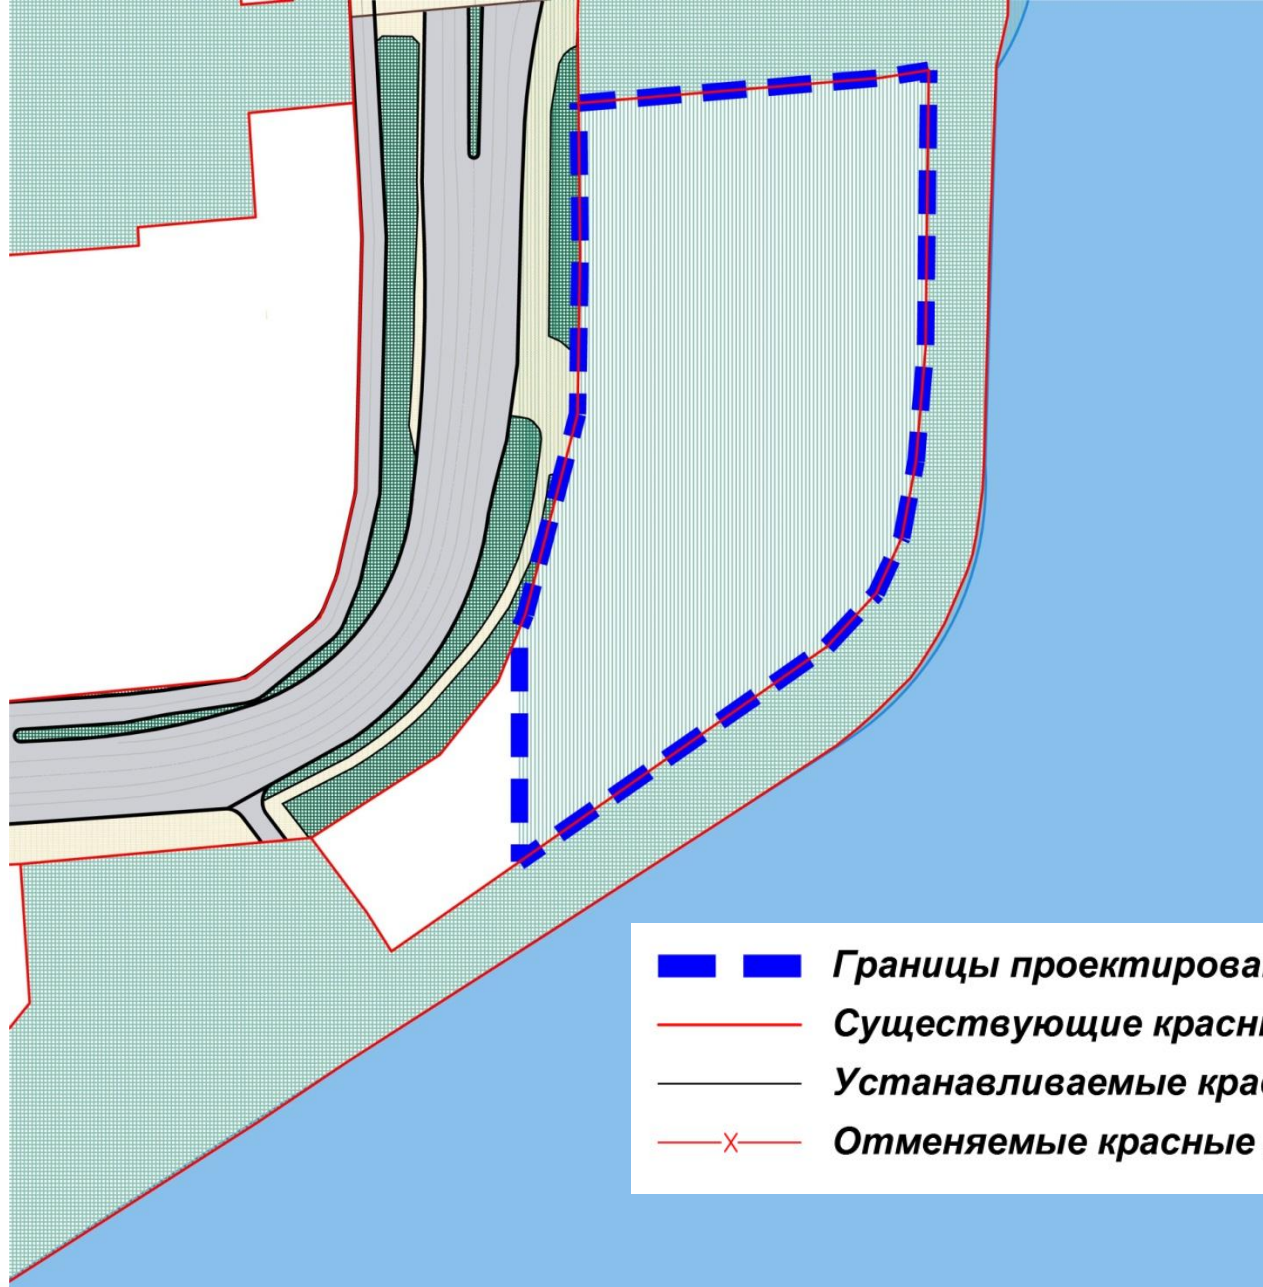 Границы проектирова
Существующие красн
Устанавливаемые кра
Отменяемые красные